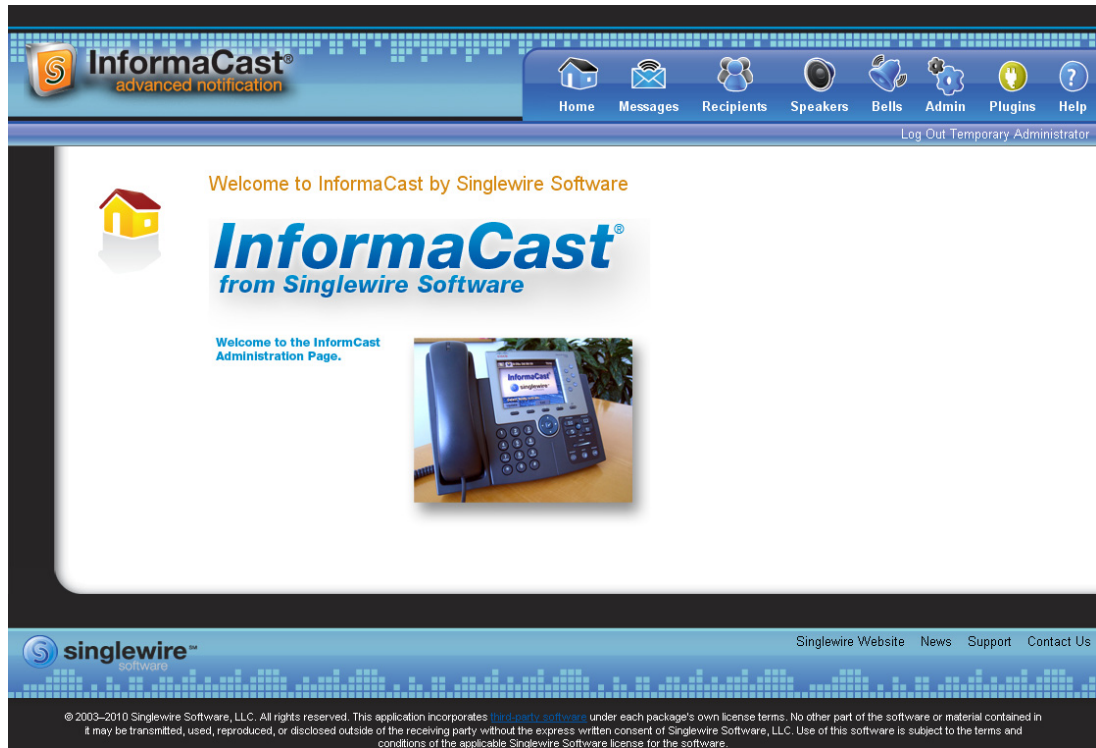 InformaCast®
advanced notification
Home Messages Recipients Speakers Bells Admin Plugins Help
Log Out Temporary Administrator
Welcome to InformaCast by Singlewire Software
InformaCast®
from Singlewire Software
Welcome to the InformCast
Administration Page.
InformaCast
singlewire
singlewire℠
software
Singlewire Website News Support Contact Us
© 2003–2010 Singlewire Software, LLC. All rights reserved. This application incorporates third-party software under each package's own license terms. No other part of the software or material contained in
it may be transmitted, used, reproduced, or disclosed outside of the receiving party without the express written consent of Singlewire Software, LLC. Use of this software is subject to the terms and
conditions of the applicable Singlewire Software license for the software.